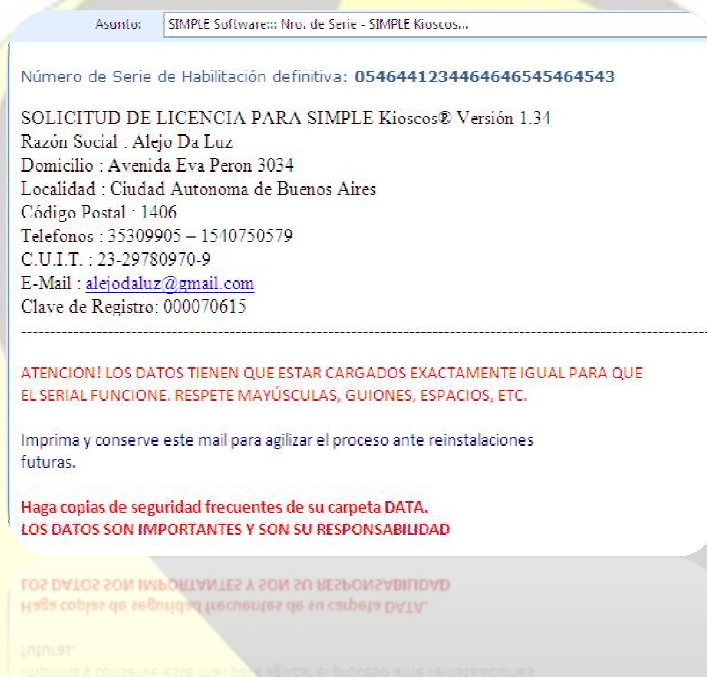 Asunto: SIMPLE Software::: Nro. de Serie - SIMPLE Kioscos...
Número de Serie de Habilitación definitiva: 0546441234464646545464543
SOLICITUD DE LICENCIA PARA SIMPLE Kioscos® Versión 1.34
Razón Social : Alejo Da Luz
Domicilio : Avenida Eva Peron 3034
Localidad : Ciudad Autonoma de Buenos Aires
Código Postal : 1406
Telefonos : 35309905 – 1540750579
C.U.I.T. : 23-29780970-9
E-Mail : alejodaluz@gmail.com
Clave de Registro: 000070615
ATENCION! LOS DATOS TIENEN QUE ESTAR CARGADOS EXACTAMENTE IGUAL PARA QUE
EL SERIAL FUNCIONE. RESPETE MAYÚSCULAS, GUIONES, ESPACIOS, ETC.
Imprima y conserve este mail para agilizar el proceso ante reinstalaciones
futuras.
Haga copias de seguridad frecuentes de su carpeta DATA.
LOS DATOS SON IMPORTANTES Y SON SU RESPONSABILIDAD